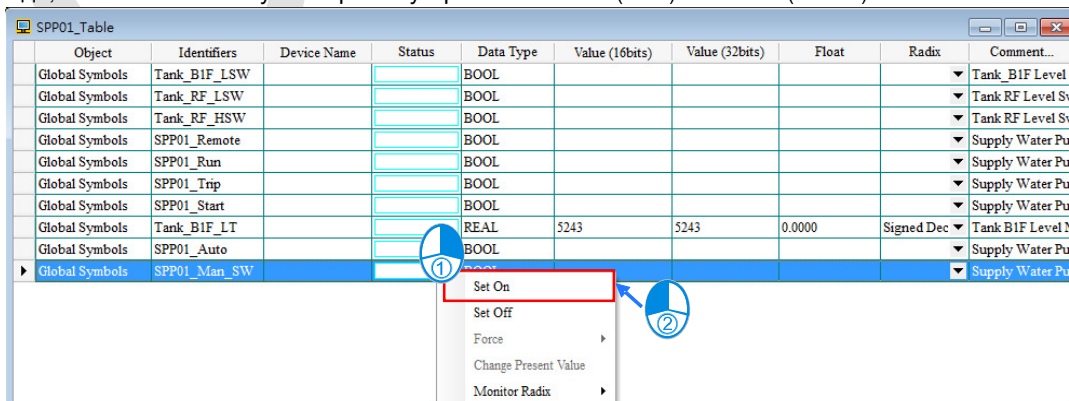 SPP01_Table
Object Identifiers Device Name Status Data Type Value (16bits) Value (32bits) Float Radix Comment...
Global Symbols Tank_B1F_LSW BOOL Tank_B1F Level
Global Symbols Tank_RF_LSW BOOL Tank RF Level Sw
Global Symbols Tank_RF_HSW BOOL Tank RF Level Sw
Global Symbols SPP01_Remote BOOL Supply Water Pu
Global Symbols SPP01_Run BOOL Supply Water Pu
Global Symbols SPP01_Trip BOOL Supply Water Pu
Global Symbols SPP01_Start BOOL Supply Water Pu
Global Symbols Tank_B1F_LT REAL 5243 5243 0.0000 Signed Dec Tank B1F Level
Global Symbols SPP01_Auto BOOL Supply Water Pu
Global Symbols SPP01_Man_SW Supply Water Pu
1
Set On
2
Set Off
Force
Change Present Value
Monitor Radix